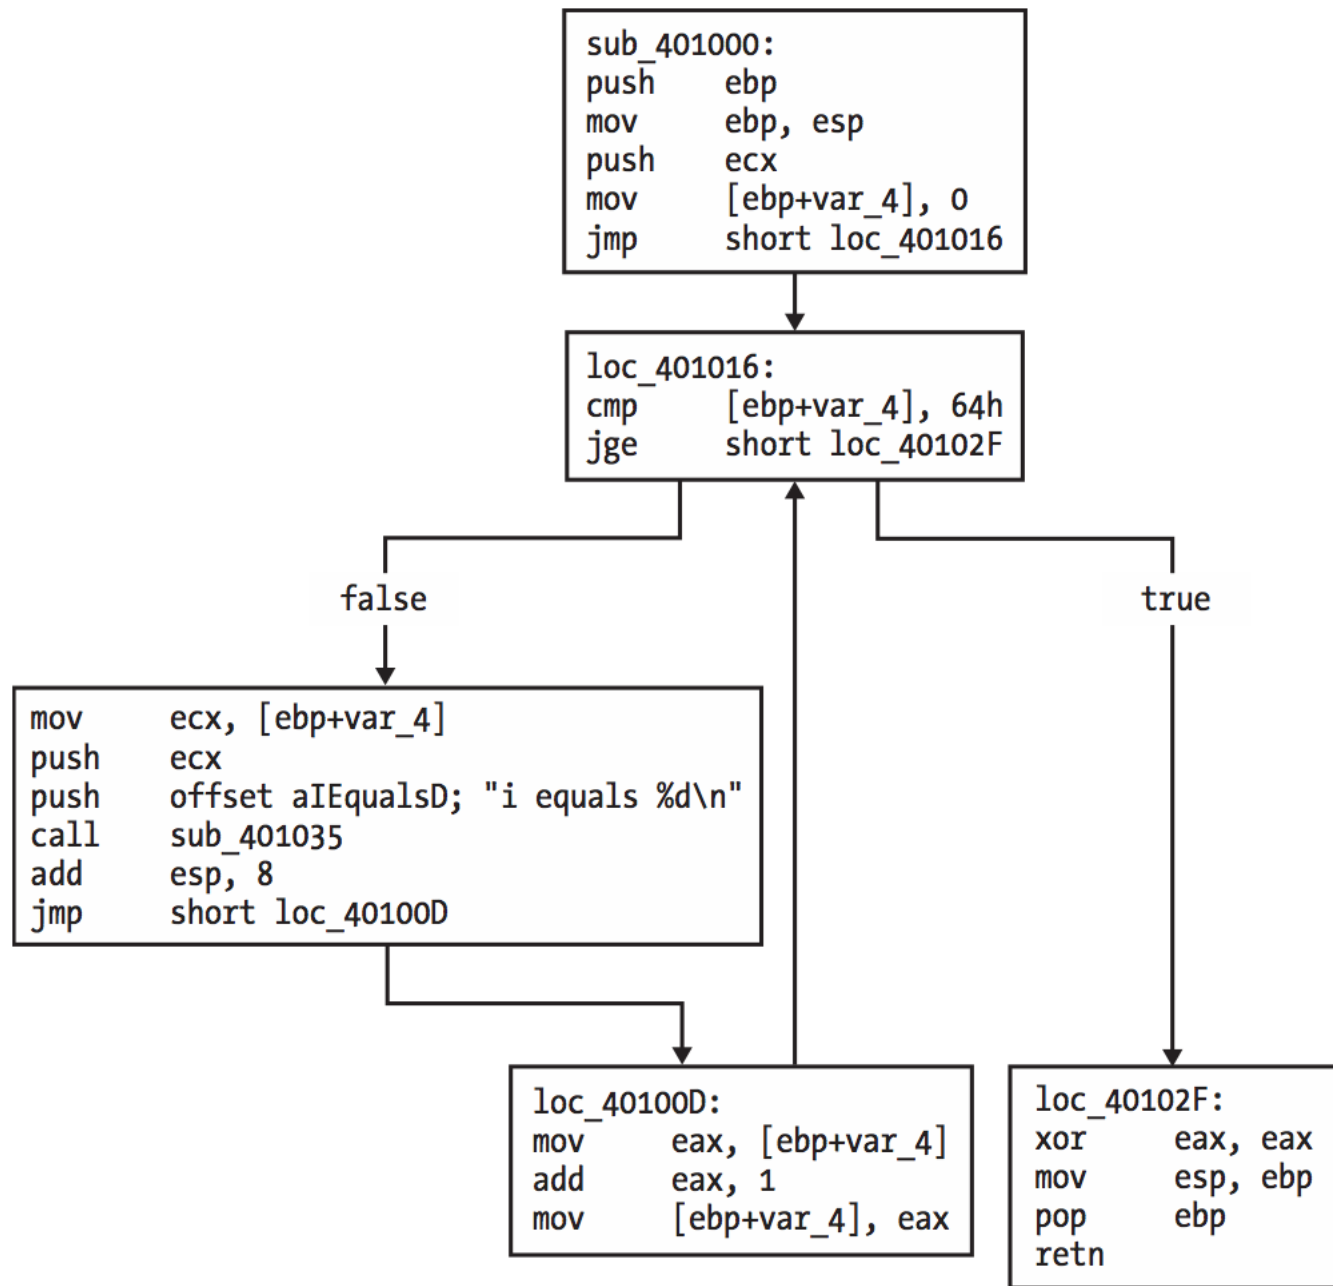 sub_401000:
push ebp
mov ebp, esp
push ecx
mov [ebp+var_4], 0
jmp short loc_401016
loc_401016:
cmp [ebp+var_4], 64h
jge short loc_40102F
false
true
mov ecx, [ebp+var_4]
push ecx
push offset aIEqualsD; "i equals %d\n"
call sub_401035
add esp, 8
jmp short loc_40100D
loc_40100D:
mov eax, [ebp+var_4]
add eax, 1
mov [ebp+var_4], eax
loc_40102F:
xor eax, eax
mov esp, ebp
pop ebp
retn